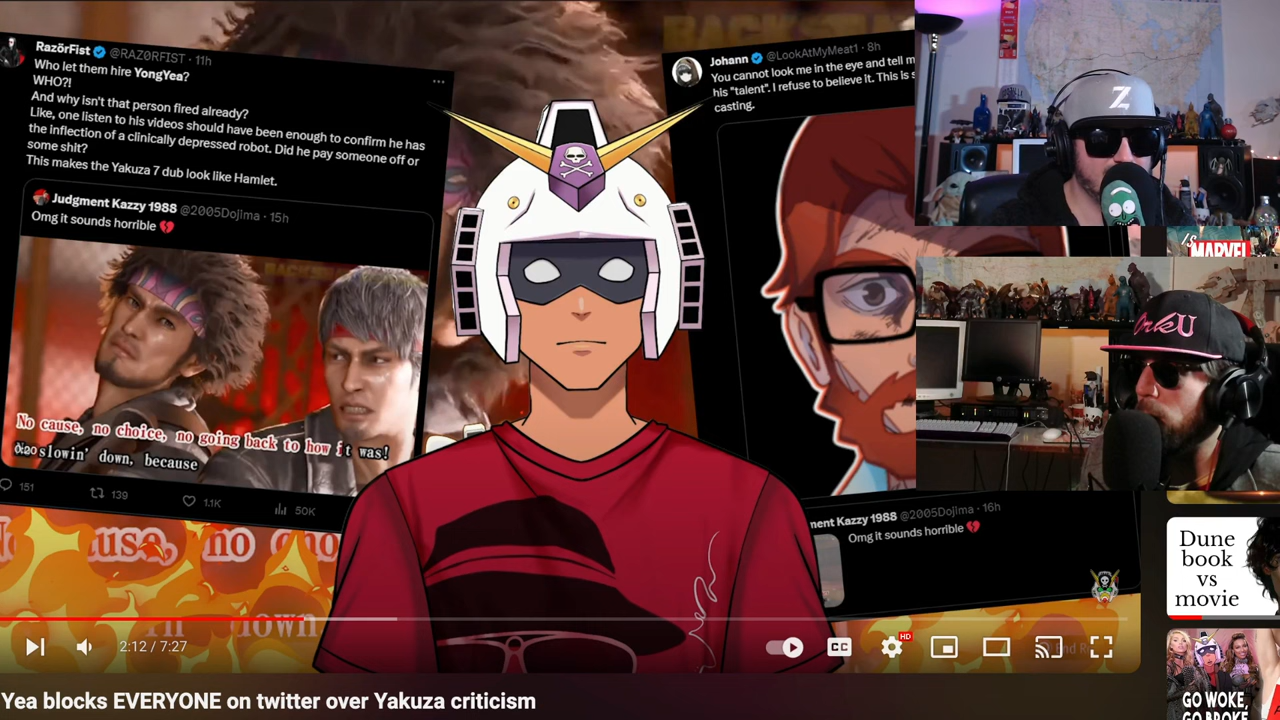 RazörFist @RAZ0RFIST · 11h
Who let them hire YongYea?
WHO?!
And why isn't that person fired already?
Like, one listen to his videos should have been enough to confirm he has
the inflection of a clinically depressed robot. Did he pay someone off or
some shit?
This makes the Yakuza 7 dub look like Hamlet.
Judgment Kazzy 1988 @2005Dojima · 15h
Omg it sounds horrible 💔
No cause, no choice, no going back to how it was!
slowin' down, because
151 139 1.1K 50K
Johann @LookAtMyMeat1 · 8h
You cannot look me in the eye and tell m
his "talent". I refuse to believe it. This is s
casting.
Z
IS
MARVEL
OrkU
ment Kazzy 1988 @2005Dojima · 16h
Omg it sounds horrible 💔
Dune
book
vs
movie
down
2:12 / 7:27
CC
HD
GO WOKE,
GO BROKE
Yea blocks EVERYONE on twitter over Yakuza criticism